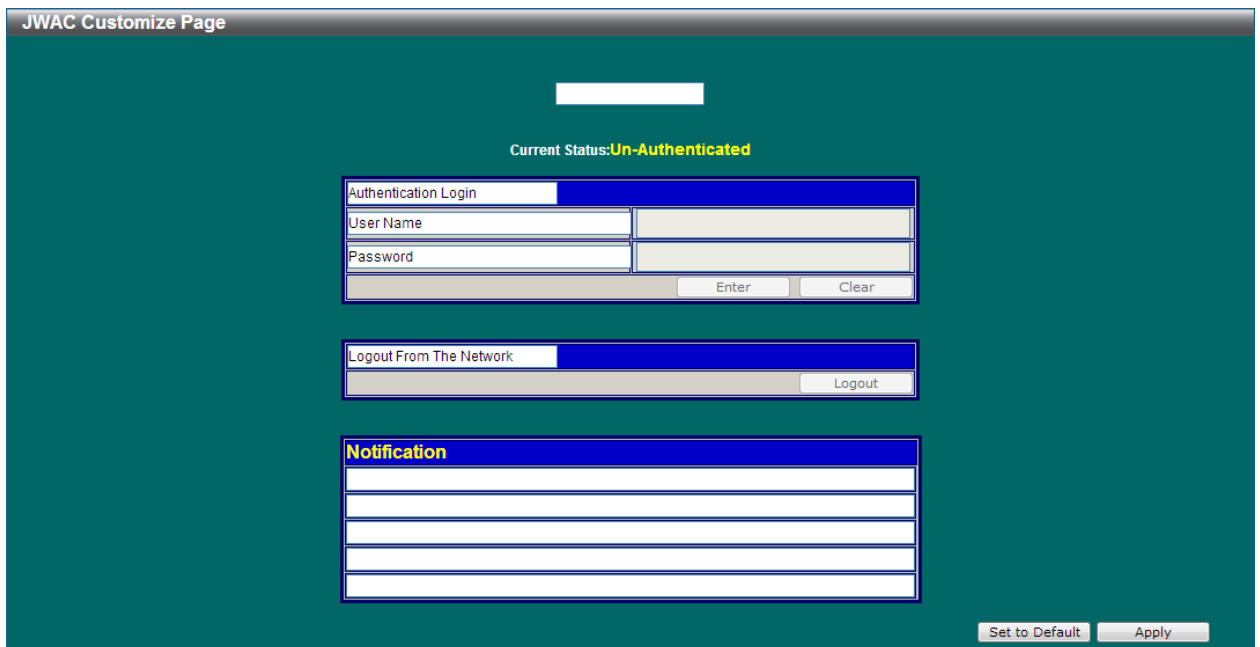 JWAC Customize Page
Current Status:Un-Authenticated
Authentication Login
User Name
Password
Enter Clear
Logout From The Network
Logout
Notification
Set to Default Apply